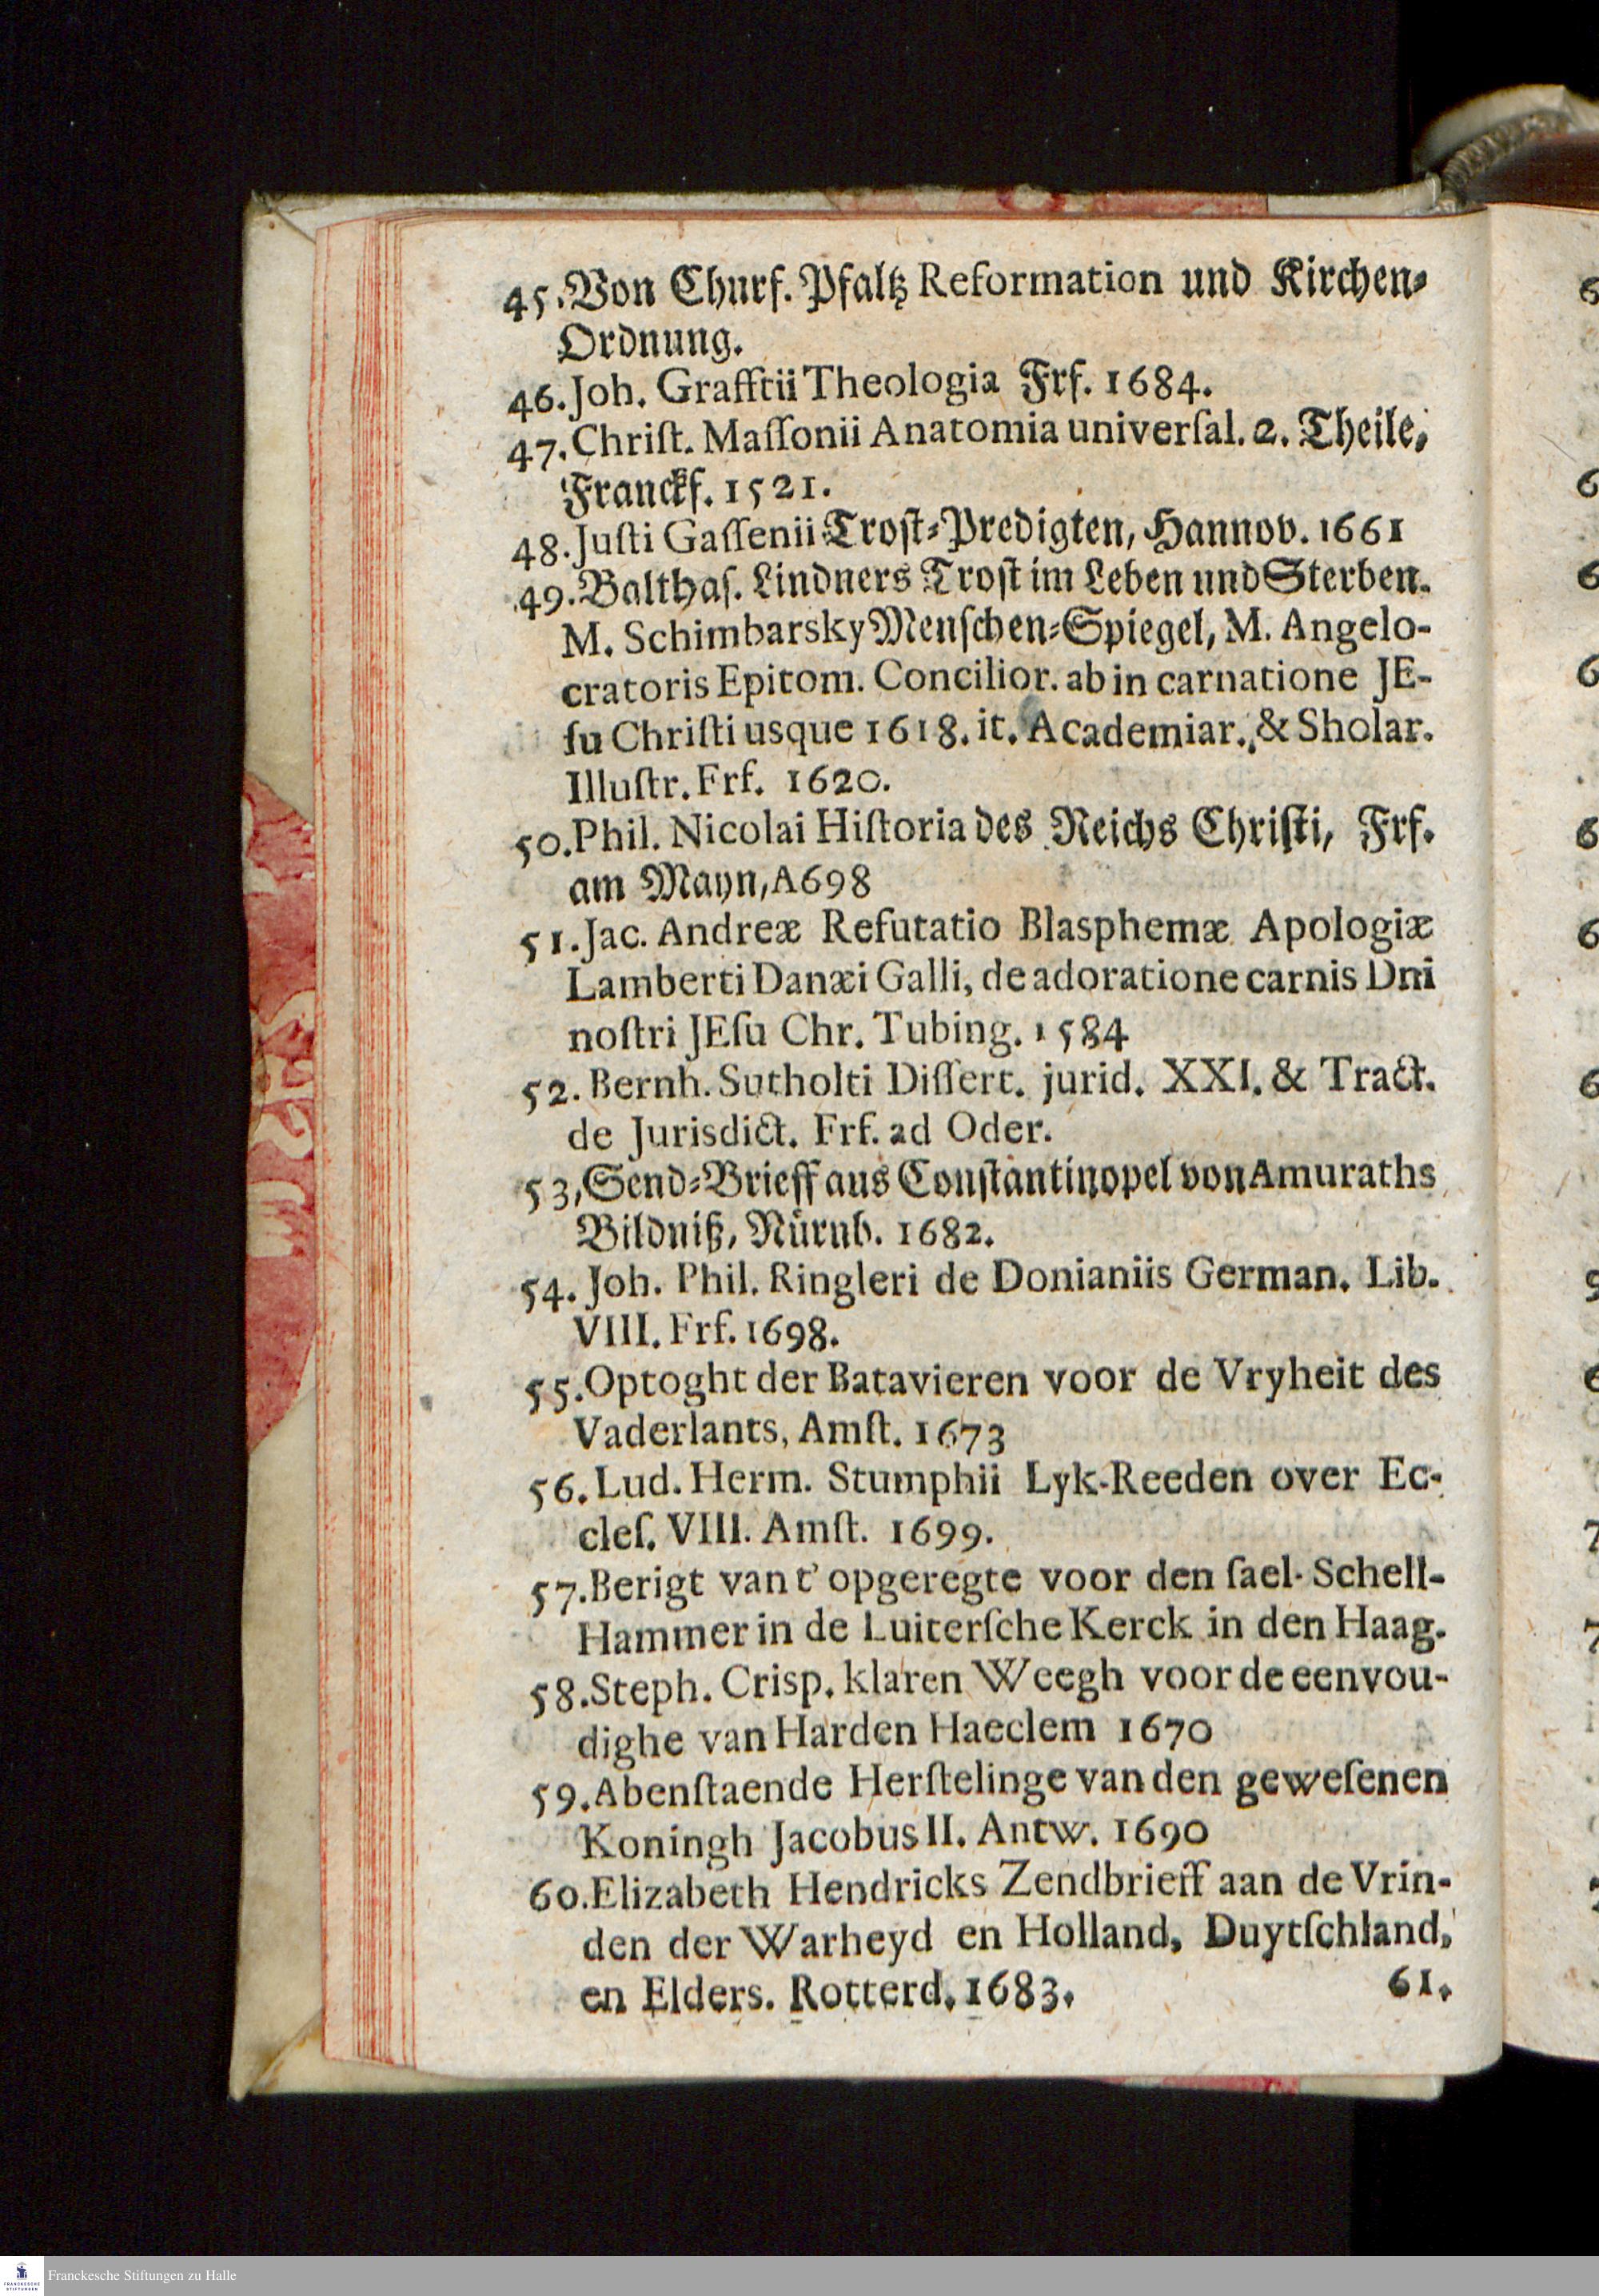 45. Von Churf. Pfaltz Reformation und Kirchen-
Ordnung.
46. Joh. Grafftii Theologia Frf. 1684.
47. Chriſt. Maſſonii Anatomia univerſal. 2. Theile,
Franckf. 1521.
48. Juſti Gaſſenii Troſt-Predigten, Hannov. 1661
49. Balthaſ. Lindners Troſt im Leben und Sterben.
M. Schimbarsky Menſchen-Spiegel, M. Angelo-
cratoris Epitom. Concilior. ab in carnatione JE-
ſu Chriſti usque 1618. it. Academiar. & Sholar.
Illuſtr. Frf. 1620.
50. Phil. Nicolai Hiſtoria des Reichs Chriſti, Frf.
am Mayn, A698
51. Jac. Andreæ Refutatio Blasphemæ Apologiæ
Lamberti Danæi Galli, de adoratione carnis Dni
noſtri JEſu Chr. Tubing. 1584
52. Bernh. Sutholti Diſſert. jurid. XXI. & Tract.
de Jurisdict. Frf. ad Oder.
53, Send-Brieff aus Conſtantinopel von Amuraths
Bildniß, Nürnb. 1682.
54. Joh. Phil. Ringleri de Donianiis German. Lib.
VIII. Frf. 1698.
55. Optoght der Batavieren voor de Vryheit des
Vaderlants, Amſt. 1673
56. Lud. Herm. Stumphii Lyk-Reeden over Ec-
cleſ. VIII. Amſt. 1699.
57. Berigt van t' opgeregte voor den ſael-Schell-
Hammer in de Luiterſche Kerck in den Haag.
58. Steph. Crisp. klaren Weegh voor de eenvou-
dighe van Harden Haeclem 1670
59. Abenſtaende Herſtelinge van den geweſenen
Koningh Jacobus II. Antw. 1690
60. Elizabeth Hendricks Zendbrieff aan de Vrin-
den der Warheyd en Holland, Duytſchland,
en Elders. Rotterd. 1683.
61.
Franckesche Stiftungen zu Halle